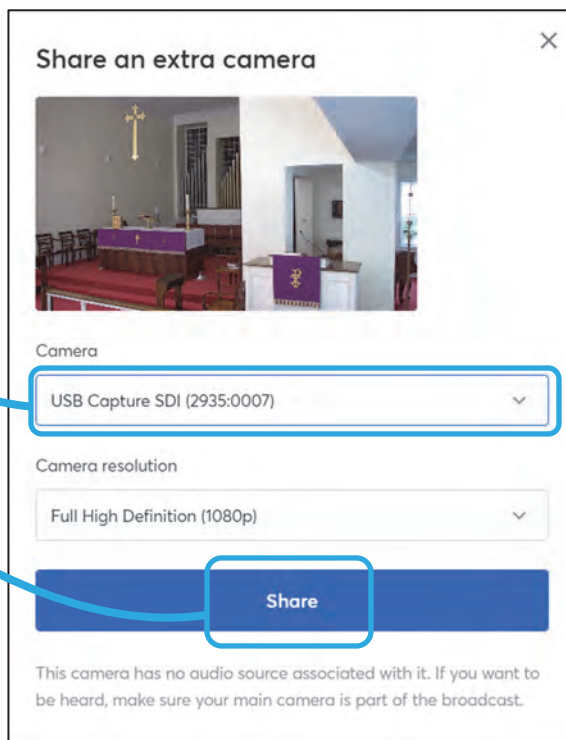 Share an extra camera
Camera
USB Capture SDI (2935:0007)
Camera resolution
Full High Definition (1080p)
Share
This camera has no audio source associated with it. If you want to
be heard, make sure your main camera is part of the broadcast.